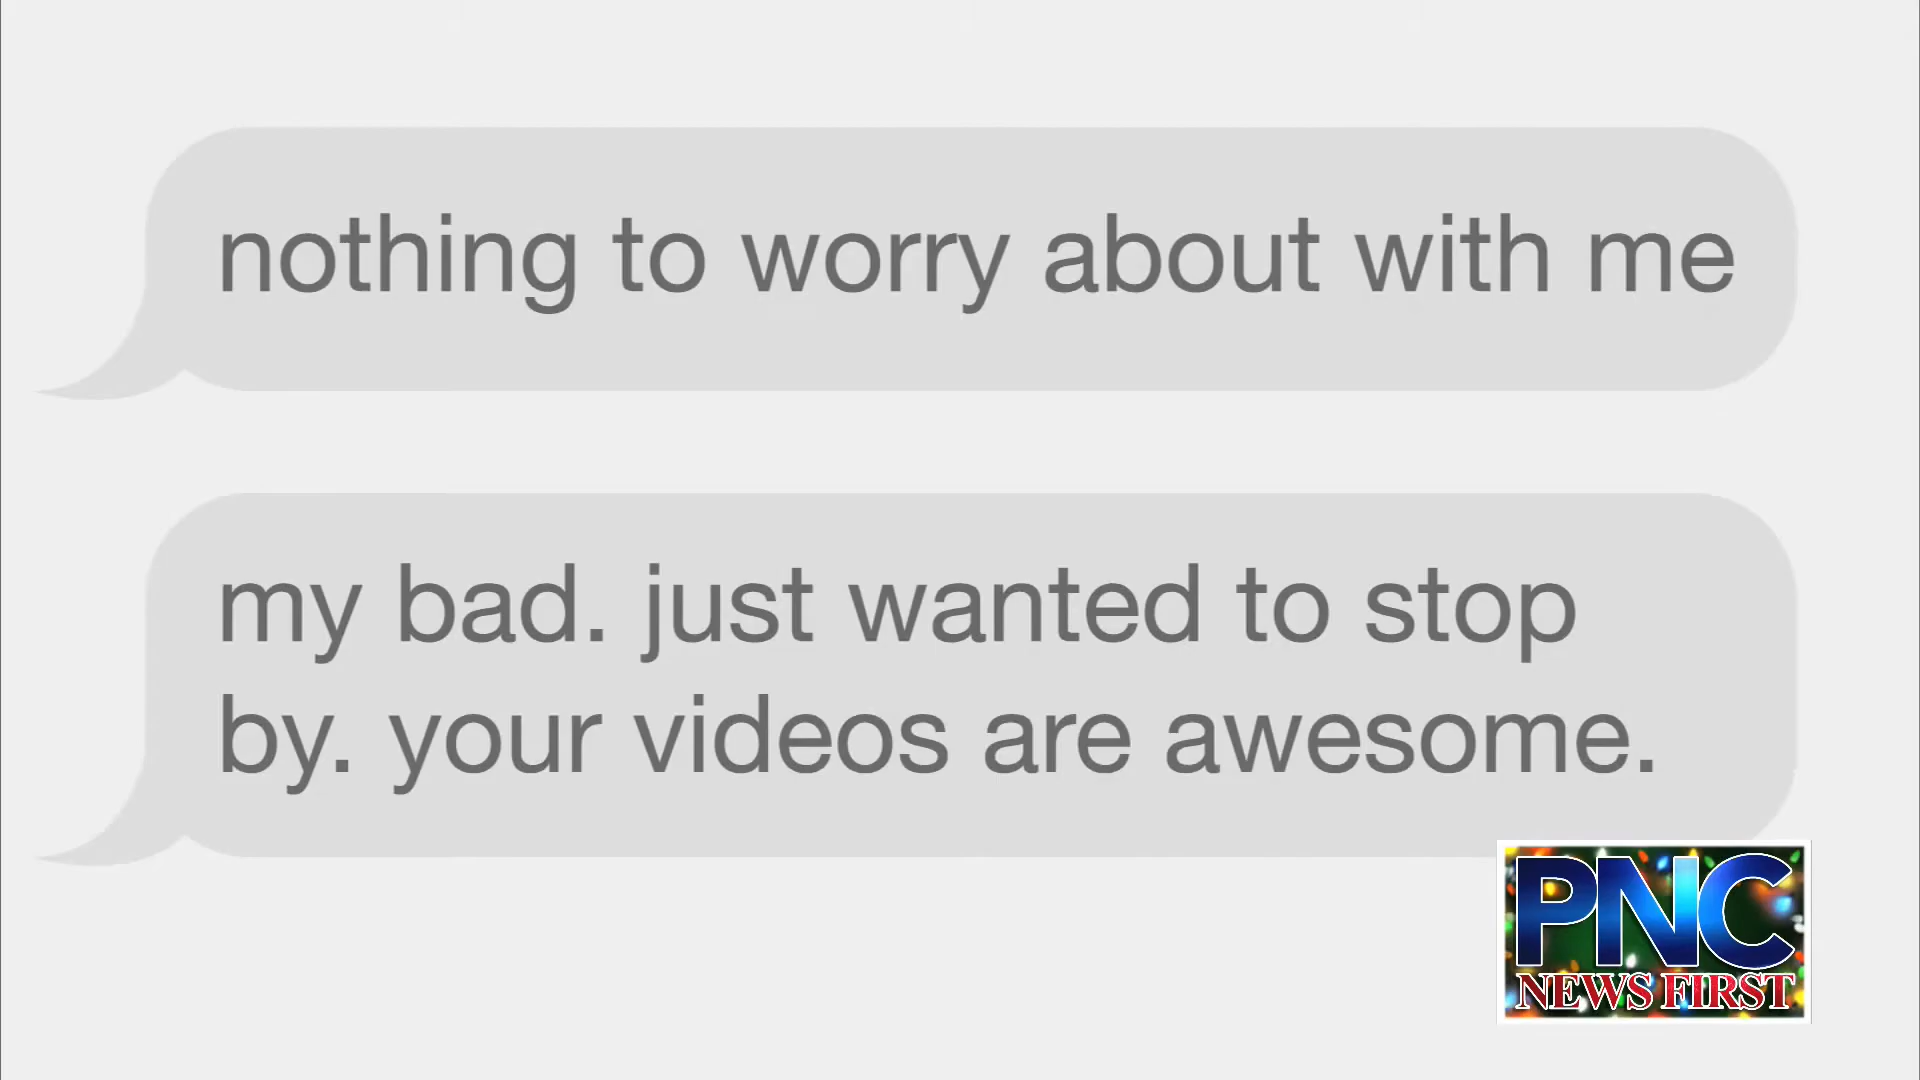 nothing to worry about with me
my bad. just wanted to stop
by. your videos are awesome.
PNC
NEWS FIRST